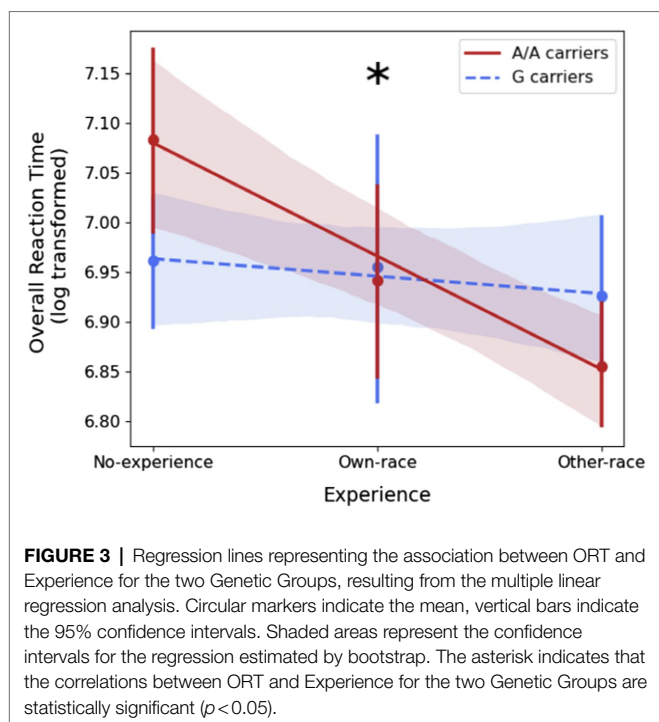 A/A carriers
G carriers
*
7.15
7.10
7.05
7.00
6.95
6.90
6.85
6.80
Overall Reaction Time
(log transformed)
No-experience
Own-race
Other-race
Experience
FIGURE 3 | Regression lines representing the association between ORT and
Experience for the two Genetic Groups, resulting from the multiple linear
regression analysis. Circular markers indicate the mean, vertical bars indicate
the 95% confidence intervals. Shaded areas represent the confidence
intervals for the regression estimated by bootstrap. The asterisk indicates that
the correlations between ORT and Experience for the two Genetic Groups are
statistically significant (p<0.05).